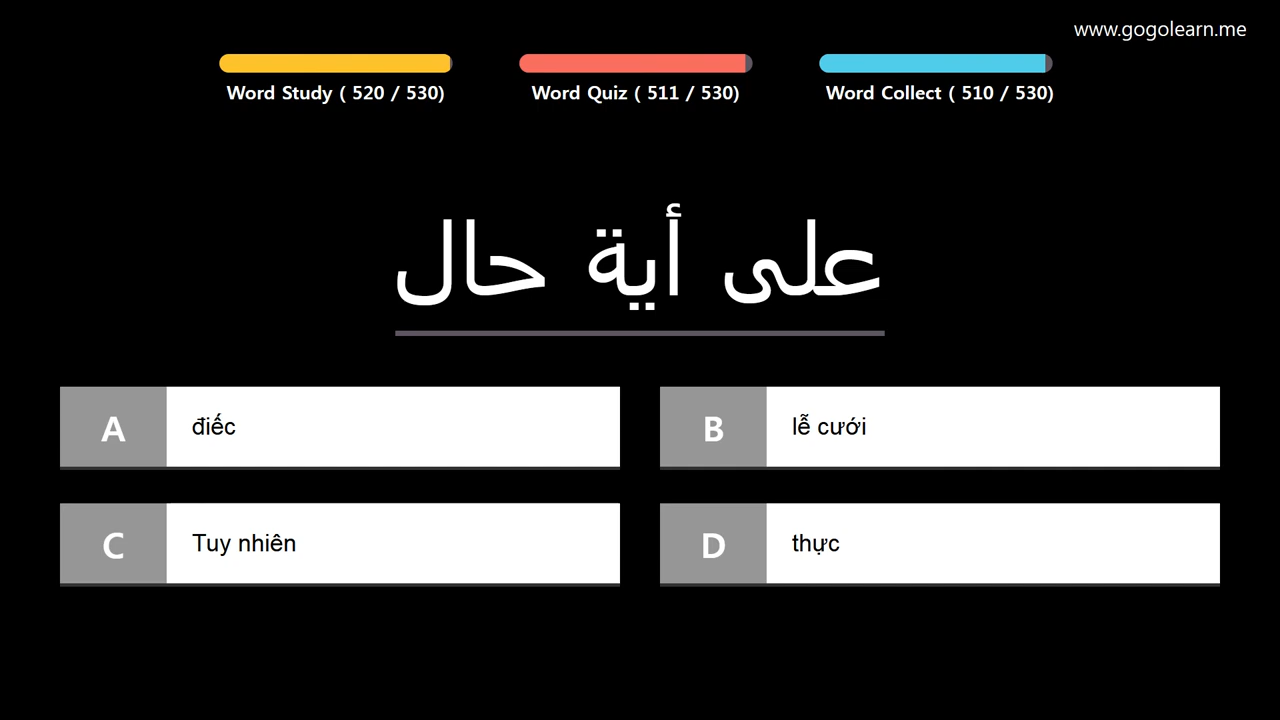 www.gogolearn.me
Word Study ( 520 / 530)
Word Quiz ( 511 / 530)
Word Collect ( 510 / 530)
على أية حال
A
điếc
B
lễ cưới
C
Tuy nhiên
D
thực